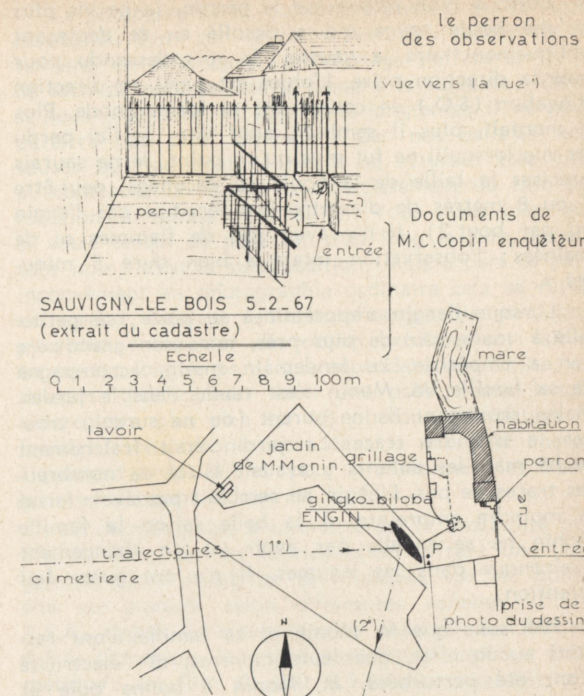 le perron
des observations
(vue vers la rue)
perron
entrée
Documents de
M.C.Copin enquêteur
SAUVIGNY_LE_BOIS 5_2_67
(extrait du cadastre)
Echelle
0 1 2 3 4 5 6 7 8 9 100m
mare
lavoir
jardin
de M.Monin.
grillage
habitation
perron
gingko_biloba
rue
ENGIN
P
entrée
trajectoires
(1°)
cimetiere
(2°)
prise de
photo du dessin
N